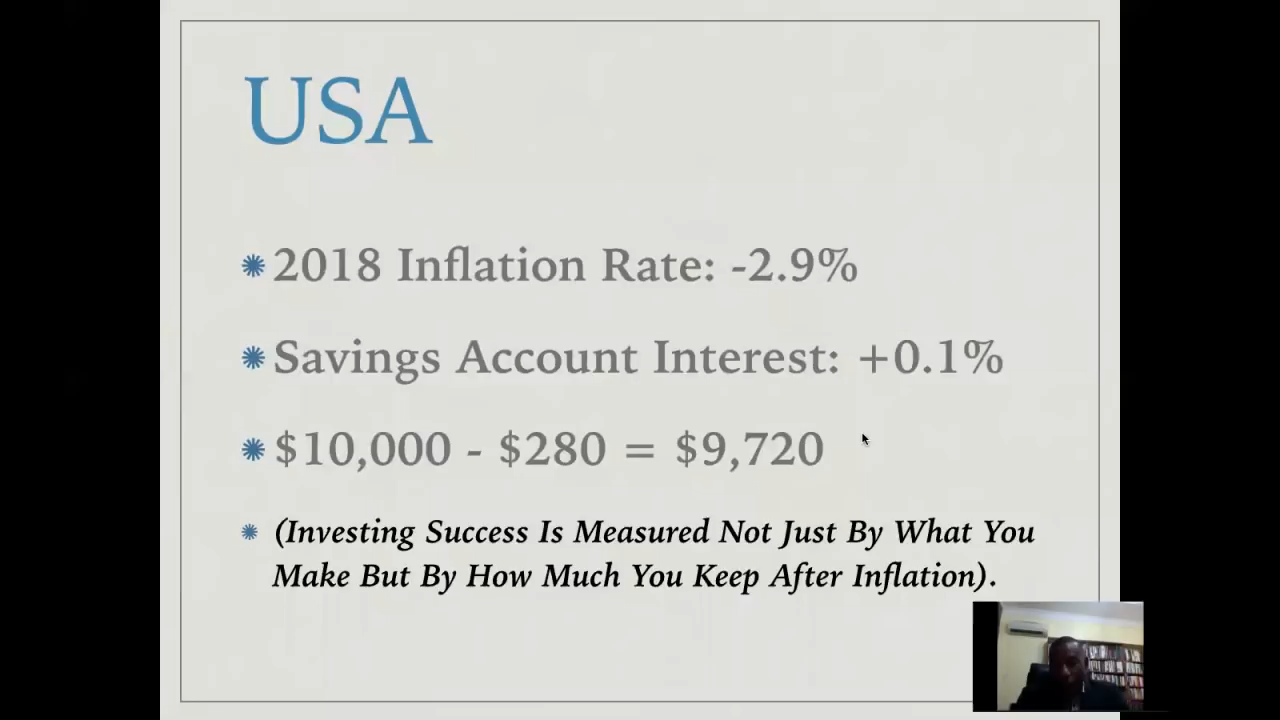 USA
2018 Inflation Rate: -2.9%
Savings Account Interest: +0.1%
$10,000 - $280 = $9,720
(Investing Success Is Measured Not Just By What You
Make But By How Much You Keep After Inflation).